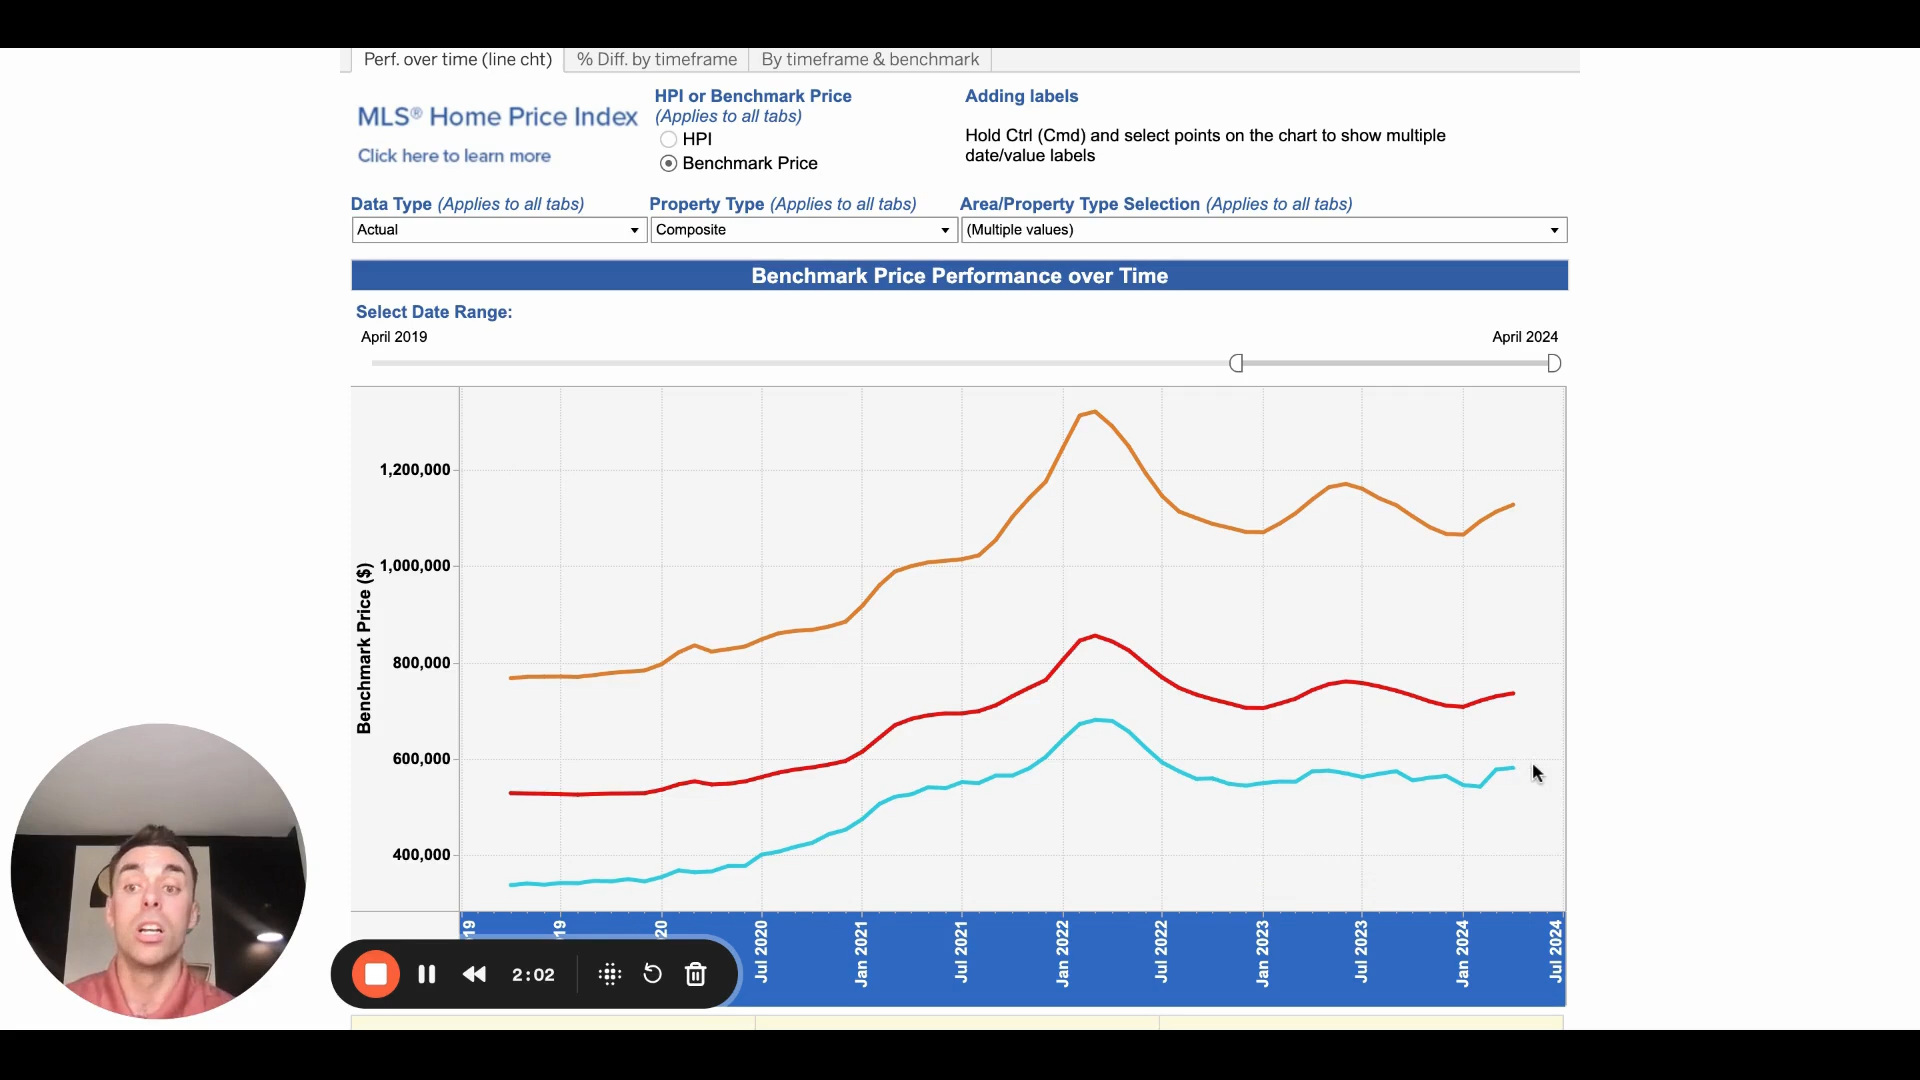 Perf. over time (line cht)
% Diff. by timeframe
By timeframe & benchmark
MLS® Home Price Index
Click here to learn more
HPI or Benchmark Price
(Applies to all tabs)
HPI
Benchmark Price
Adding labels
Hold Ctrl (Cmd) and select points on the chart to show multiple
date/value labels
Data Type (Applies to all tabs)
Actual
Property Type (Applies to all tabs)
Composite
Area/Property Type Selection (Applies to all tabs)
(Multiple values)
Benchmark Price Performance over Time
Select Date Range:
April 2019
April 2024
Benchmark Price ($)
1,200,000
1,000,000
800,000
600,000
400,000
19
19
20
Jul 2020
Jan 2021
Jul 2021
Jan 2022
Jul 2022
Jan 2023
Jul 2023
Jan 2024
Jul 2024
2:02